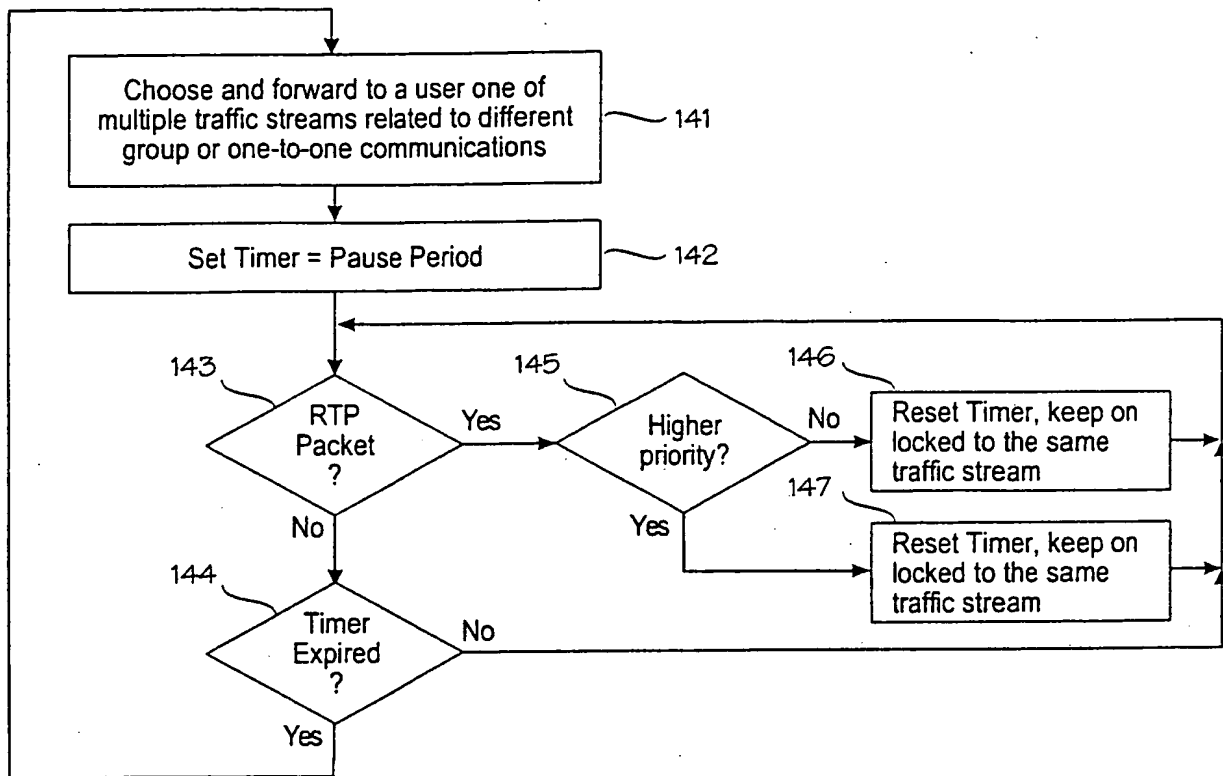 Choose and forward to a user one of
multiple traffic streams related to different
group or one-to-one communications
141
Set Timer = Pause Period
142
143
RTP
Packet
?
Yes
No
145
Higher
priority?
No
Yes
146
Reset Timer, keep on
locked to the same
traffic stream
147
Reset Timer, keep on
locked to the same
traffic stream
144
Timer
Expired
?
No
Yes